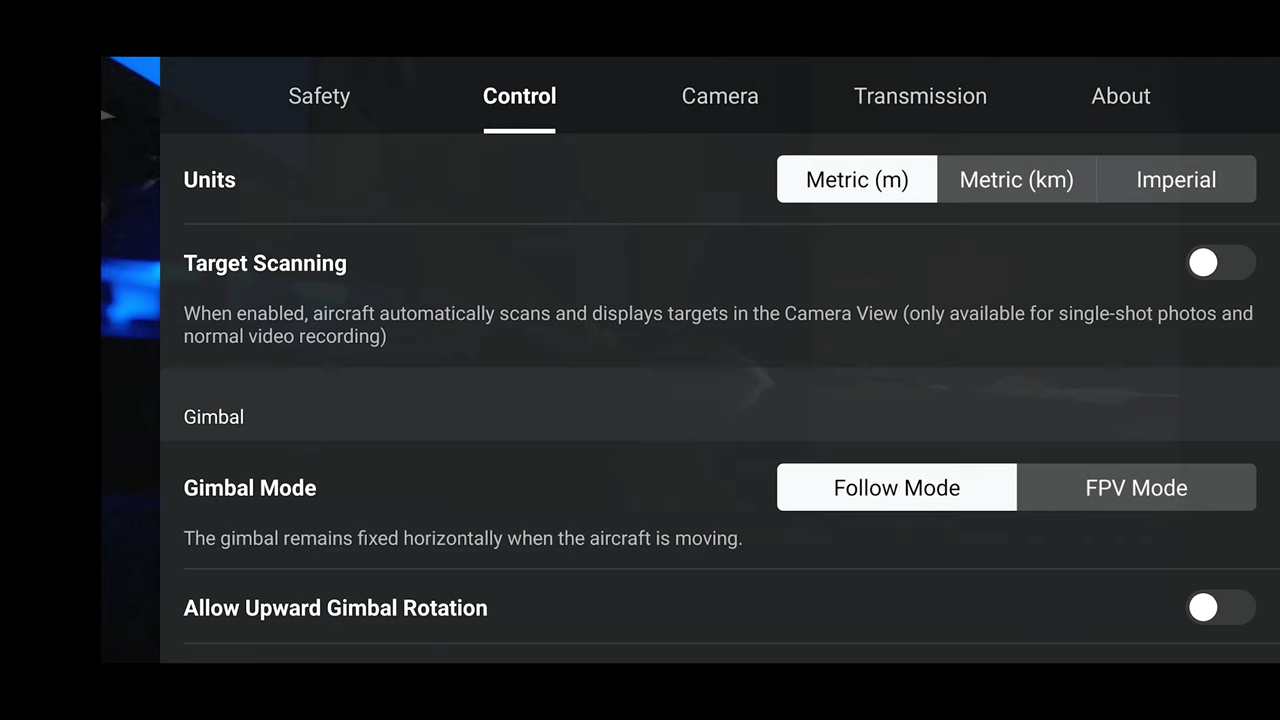 Safety Control Camera Transmission About
Units Metric (m) Metric (km) Imperial
Target Scanning
When enabled, aircraft automatically scans and displays targets in the Camera View (only available for single-shot photos and
normal video recording)
Gimbal
Gimbal Mode Follow Mode FPV Mode
The gimbal remains fixed horizontally when the aircraft is moving.
Allow Upward Gimbal Rotation